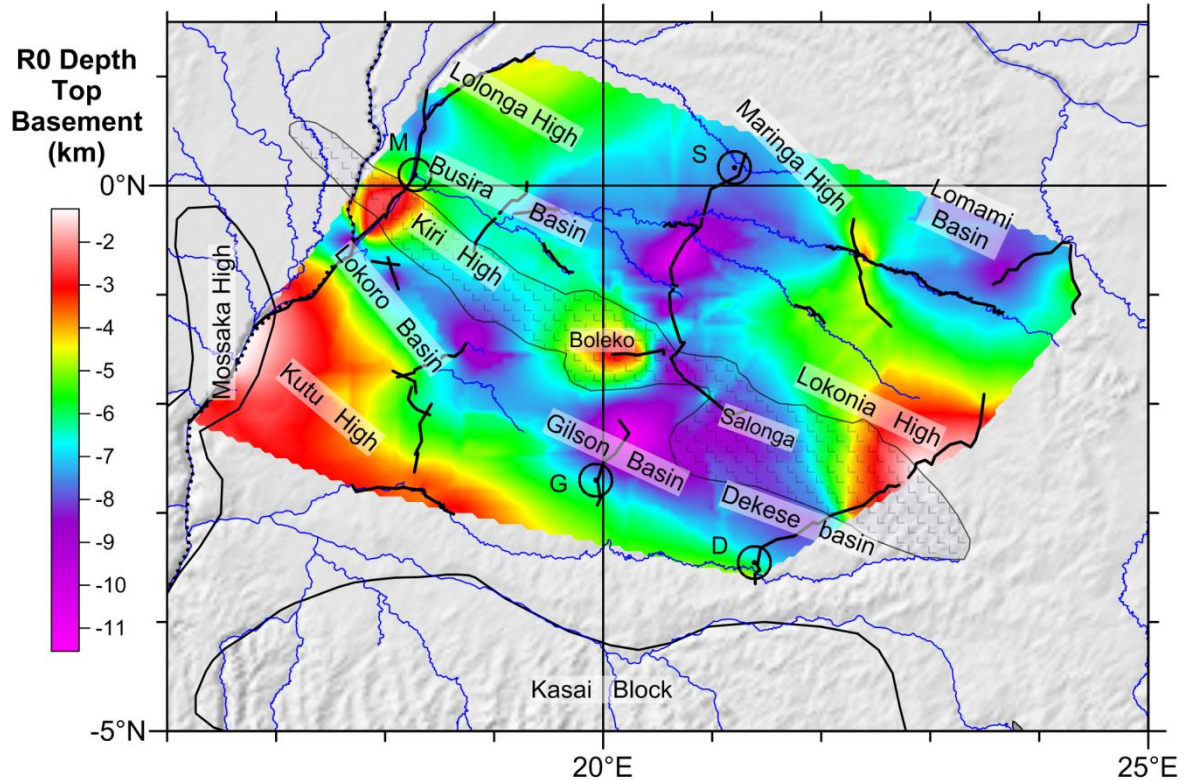 R0 Depth
Top
Basement
(km)
-2
-3
-4
-5
-6
-7
-8
-9
-10
-11
Lolonga High
Maringa High
M
S
Busira
Basin
0°N
Lomami
Basin
Kiri
High
Mossaka High
Lokoro Basin
Boleko
Kutu High
Lokonia High
Salonga
Gilson
Basin
G
Dekese basin
D
Kasai Block
-5°N
20°E
25°E